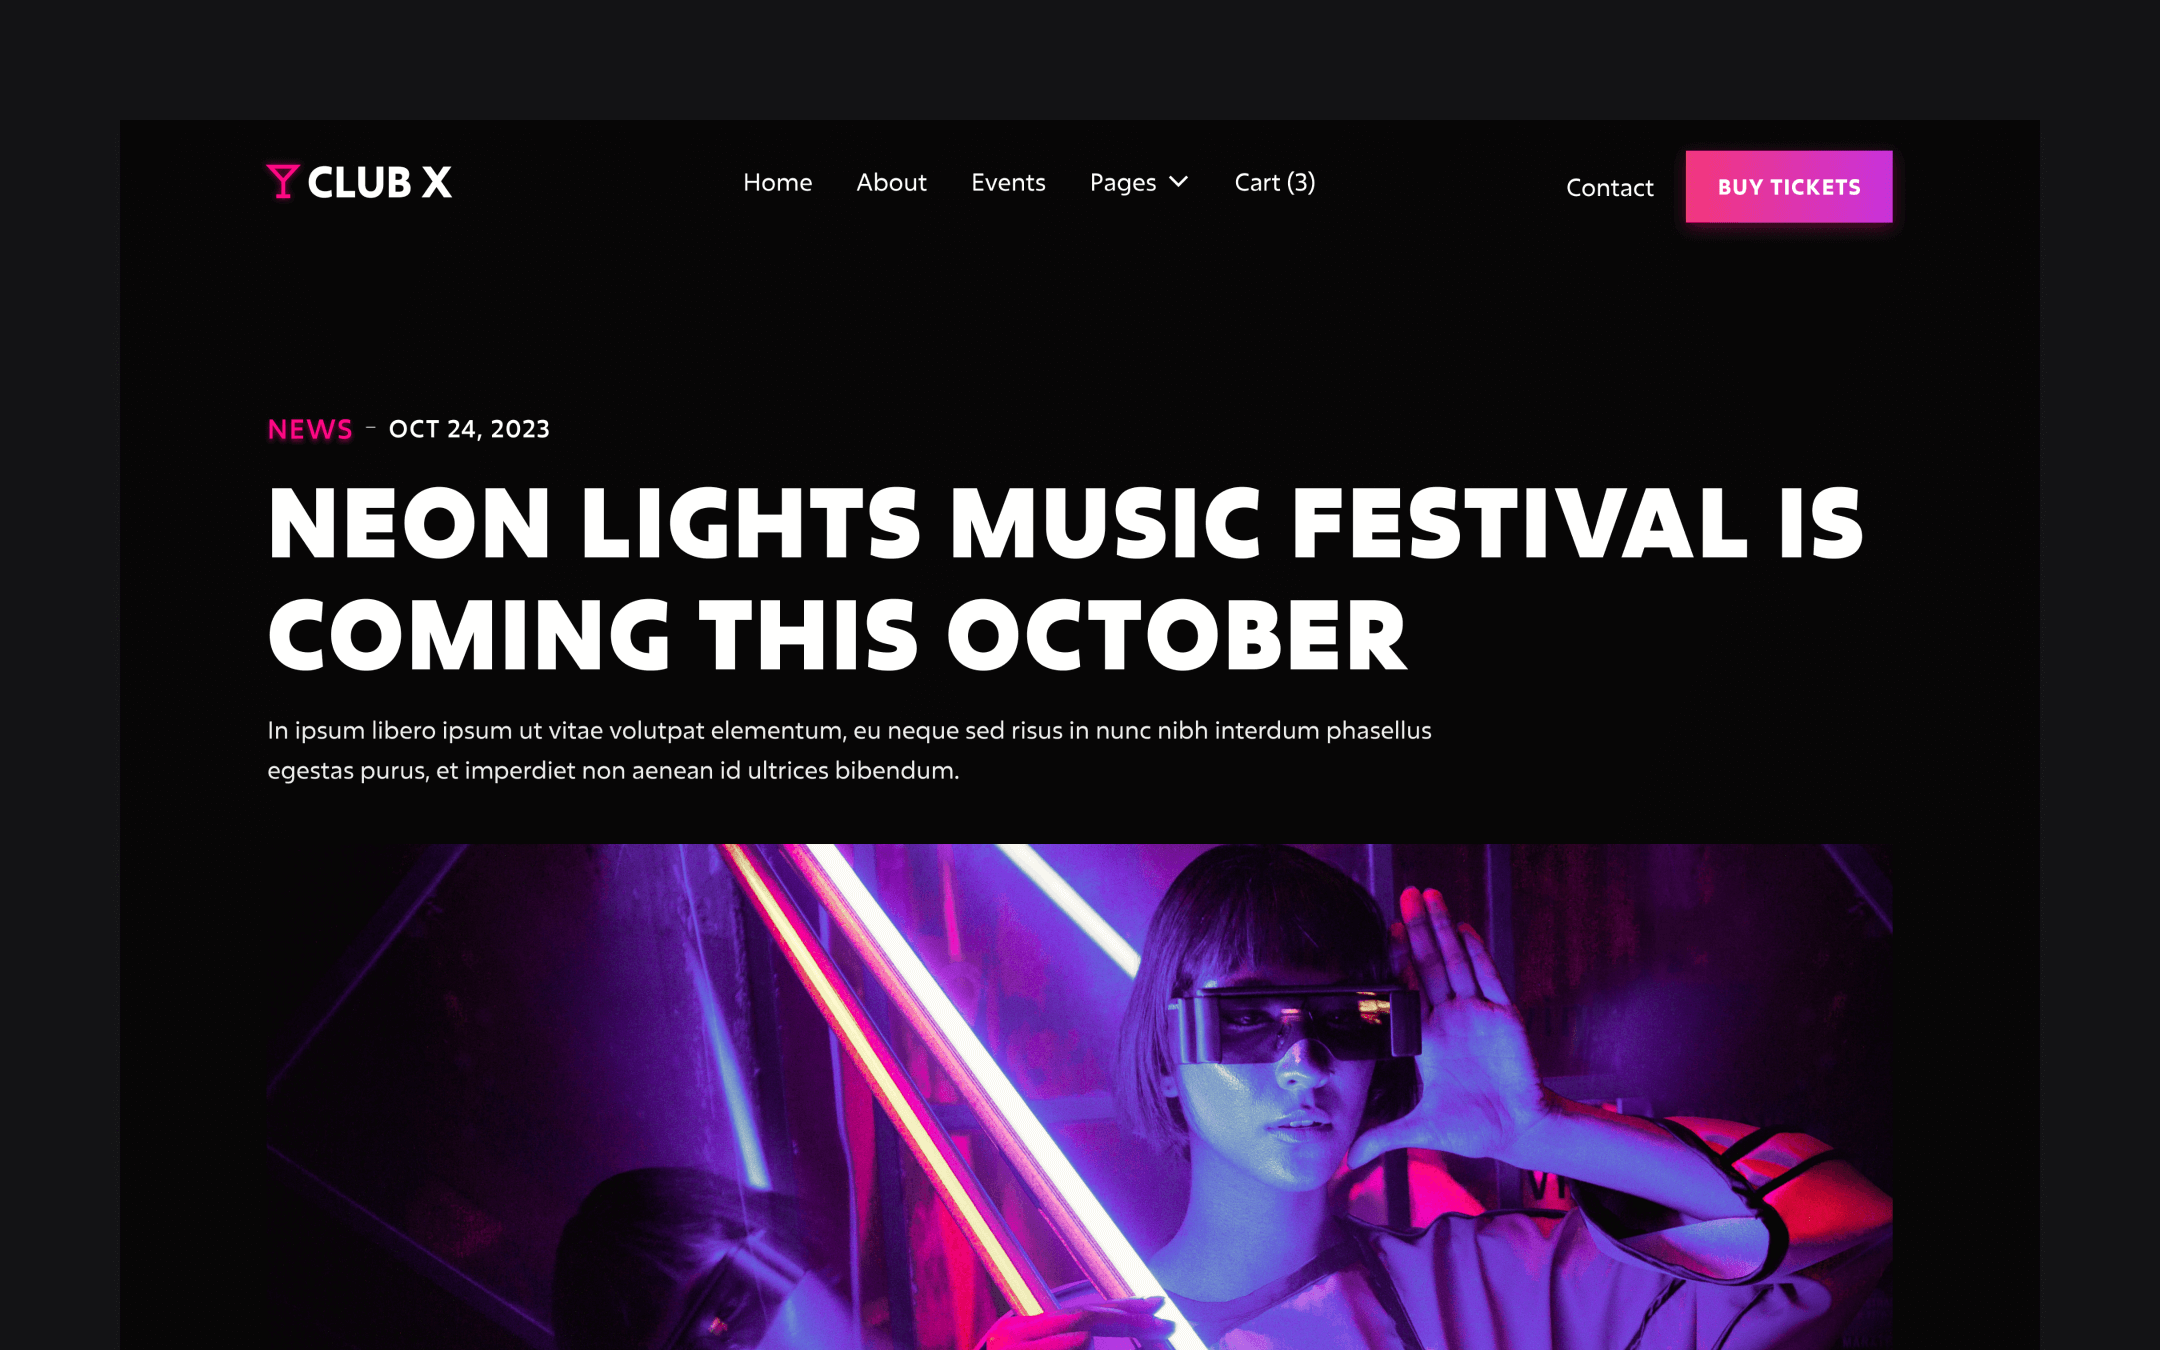 CLUB X
Home About Events Pages Cart (3)
Contact BUY TICKETS
NEWS – OCT 24, 2023
NEON LIGHTS MUSIC FESTIVAL IS
COMING THIS OCTOBER
In ipsum libero ipsum ut vitae volutpat elementum, eu neque sed risus in nunc nibh interdum phasellus
egestas purus, et imperdiet non aenean id ultrices bibendum.